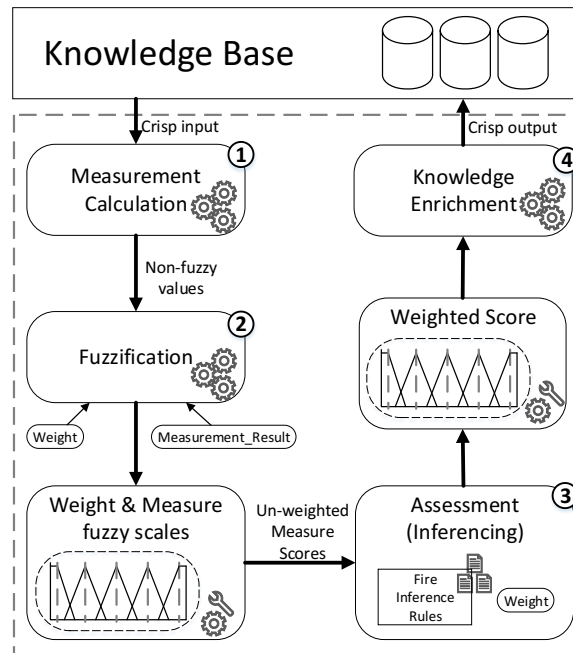 Knowledge Base
Crisp input
Crisp output
1
Measurement
Calculation
4
Knowledge
Enrichment
Non-fuzzy
values
2
Fuzzification
Weight
Measurement_Result
Weighted Score
Weight & Measure
fuzzy scales
Un-weighted
Measure
Scores
3
Assessment
(Inferencing)
Fire
Inference
Rules
Weight